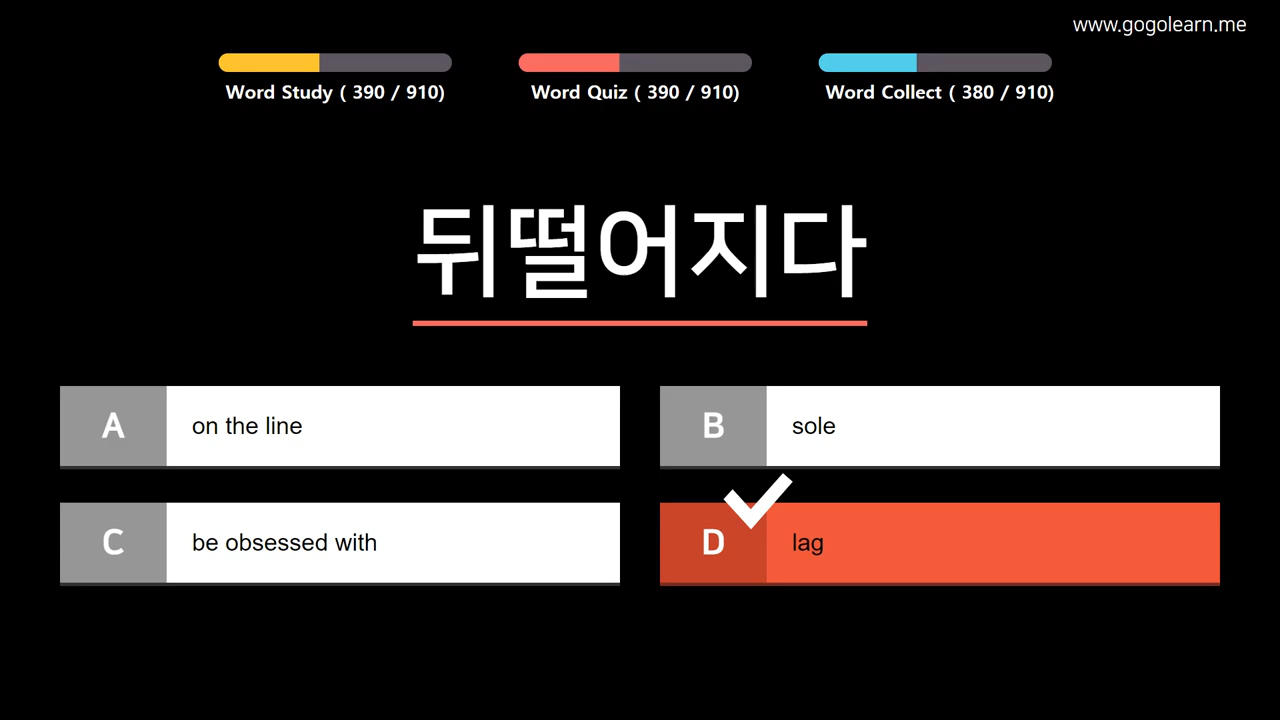 www.gogolearn.me
Word Study ( 390 / 910)
Word Quiz ( 390 / 910)
Word Collect ( 380 / 910)
뒤떨어지다
A on the line
B sole
C be obsessed with
D lag